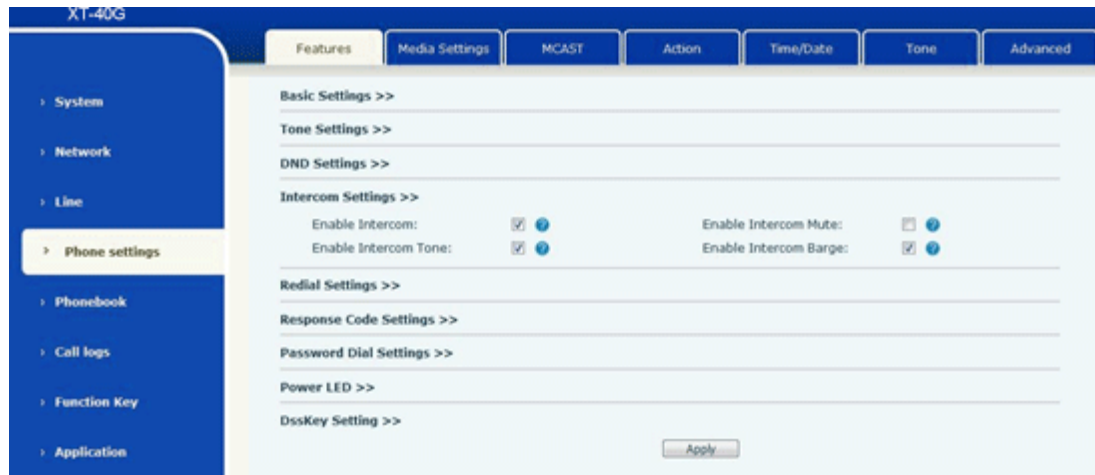 XT-40G
Features Media Settings MCAST Action Time/Date Tone Advanced
› System
› Network
› Line
› Phone settings
› Phonebook
› Call logs
› Function Key
› Application
Basic Settings >>
Tone Settings >>
DND Settings >>
Intercom Settings >>
Enable Intercom: Enable Intercom Mute:
Enable Intercom Tone: Enable Intercom Barge:
Redial Settings >>
Response Code Settings >>
Password Dial Settings >>
Power LED >>
DssKey Setting >>
Apply